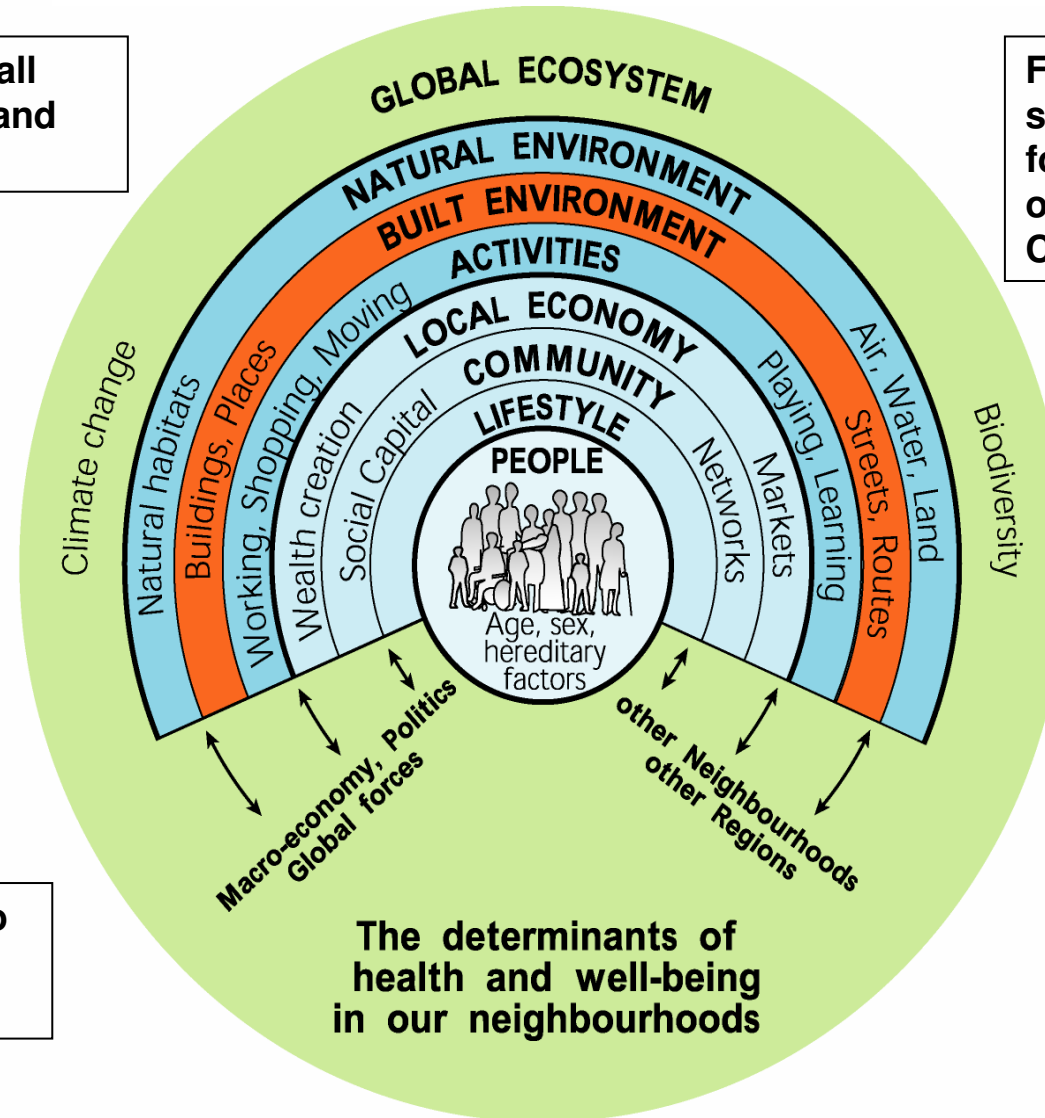 all
and
F
s
fo
o
C
GLOBAL ECOSYSTEM
NATURAL ENVIRONMENT
BUILT ENVIRONMENT
ACTIVITIES
LOCAL ECONOMY
COMMUNITY
LIFESTYLE
PEOPLE
Age, sex,
hereditary
factors
Climate change
Natural habitats
Buildings, Places
Working, Shopping, Moving
Wealth creation
Social Capital
Networks
Markets
Playing, Learning
Streets, Routes
Air, Water, Land
Biodiversity
Macro-economy, Politics
Global forces
other Neighbourhoods
other Regions
The determinants of
health and well-being
in our neighbourhoods